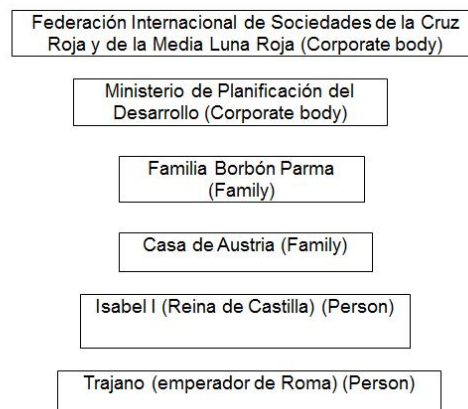 Federación Internacional de Sociedades de la Cruz
Roja y de la Media Luna Roja (Corporate body)
Ministerio de Planificación del
Desarrollo (Corporate body)
Familia Borbón Parma
(Family)
Casa de Austria (Family)
Isabel I (Reina de Castilla) (Person)
Trajano (emperador de Roma) (Person)